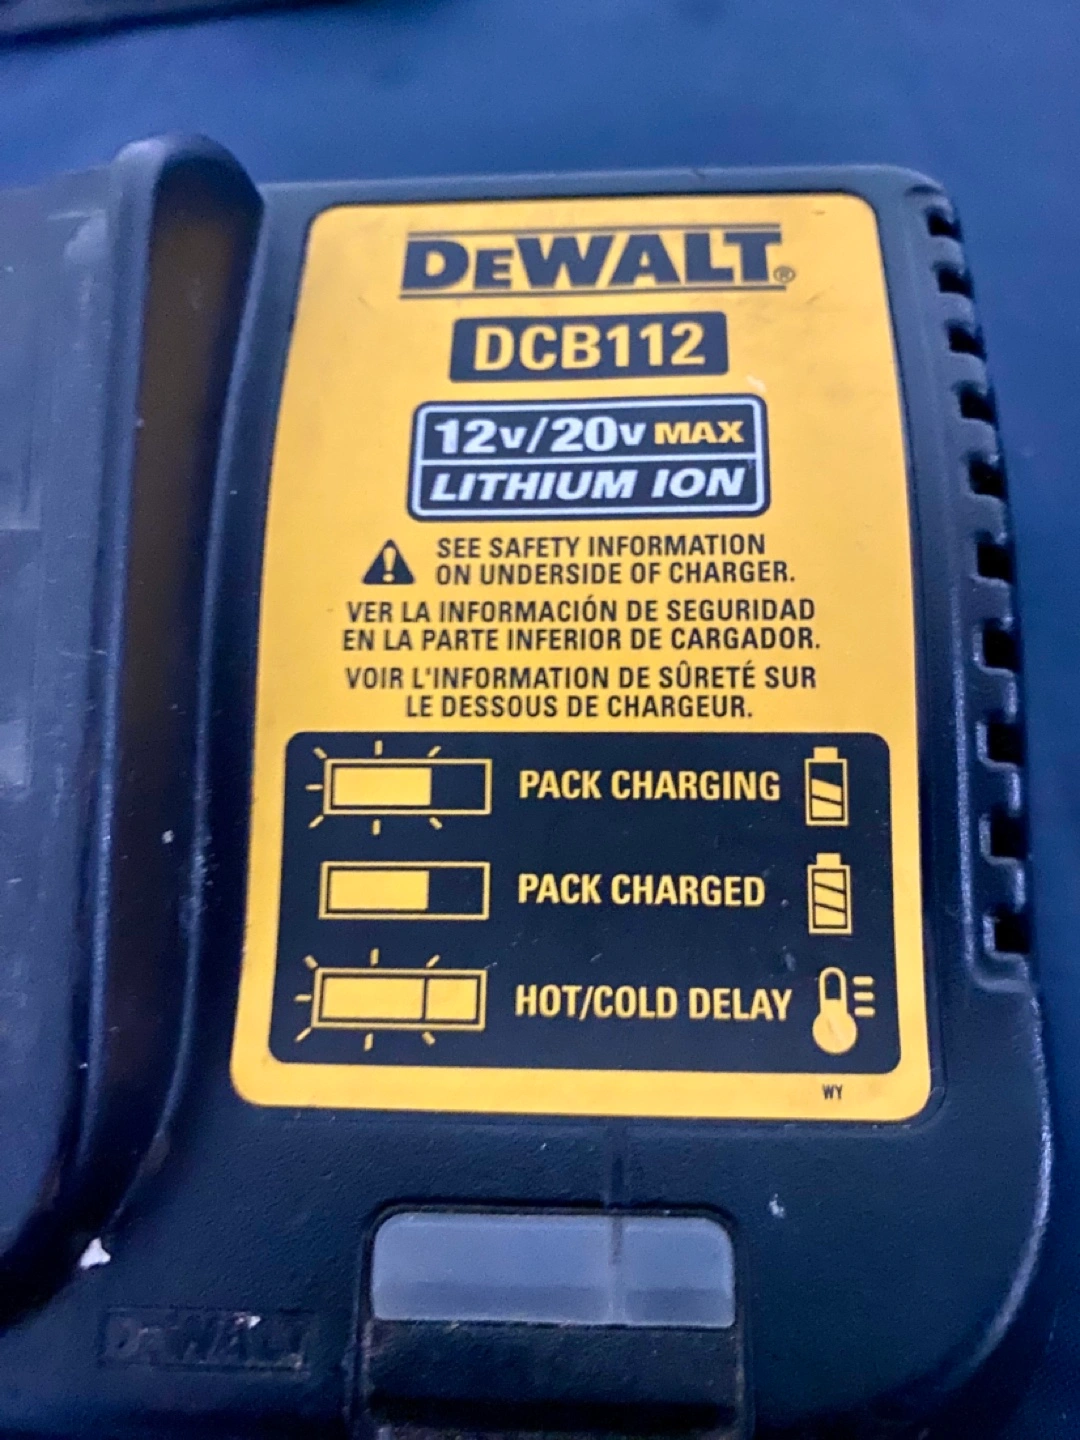 DEWALT®
DCB112
12V/20V MAX
LITHIUM ION
SEE SAFETY INFORMATION
ON UNDERSIDE OF CHARGER.
VER LA INFORMACIÓN DE SEGURIDAD
EN LA PARTE INFERIOR DE CARGADOR.
VOIR L'INFORMATION DE SÛRETÉ SUR
LE DESSOUS DE CHARGEUR.
PACK CHARGING
PACK CHARGED
HOT/COLD DELAY
WY
DEWALT